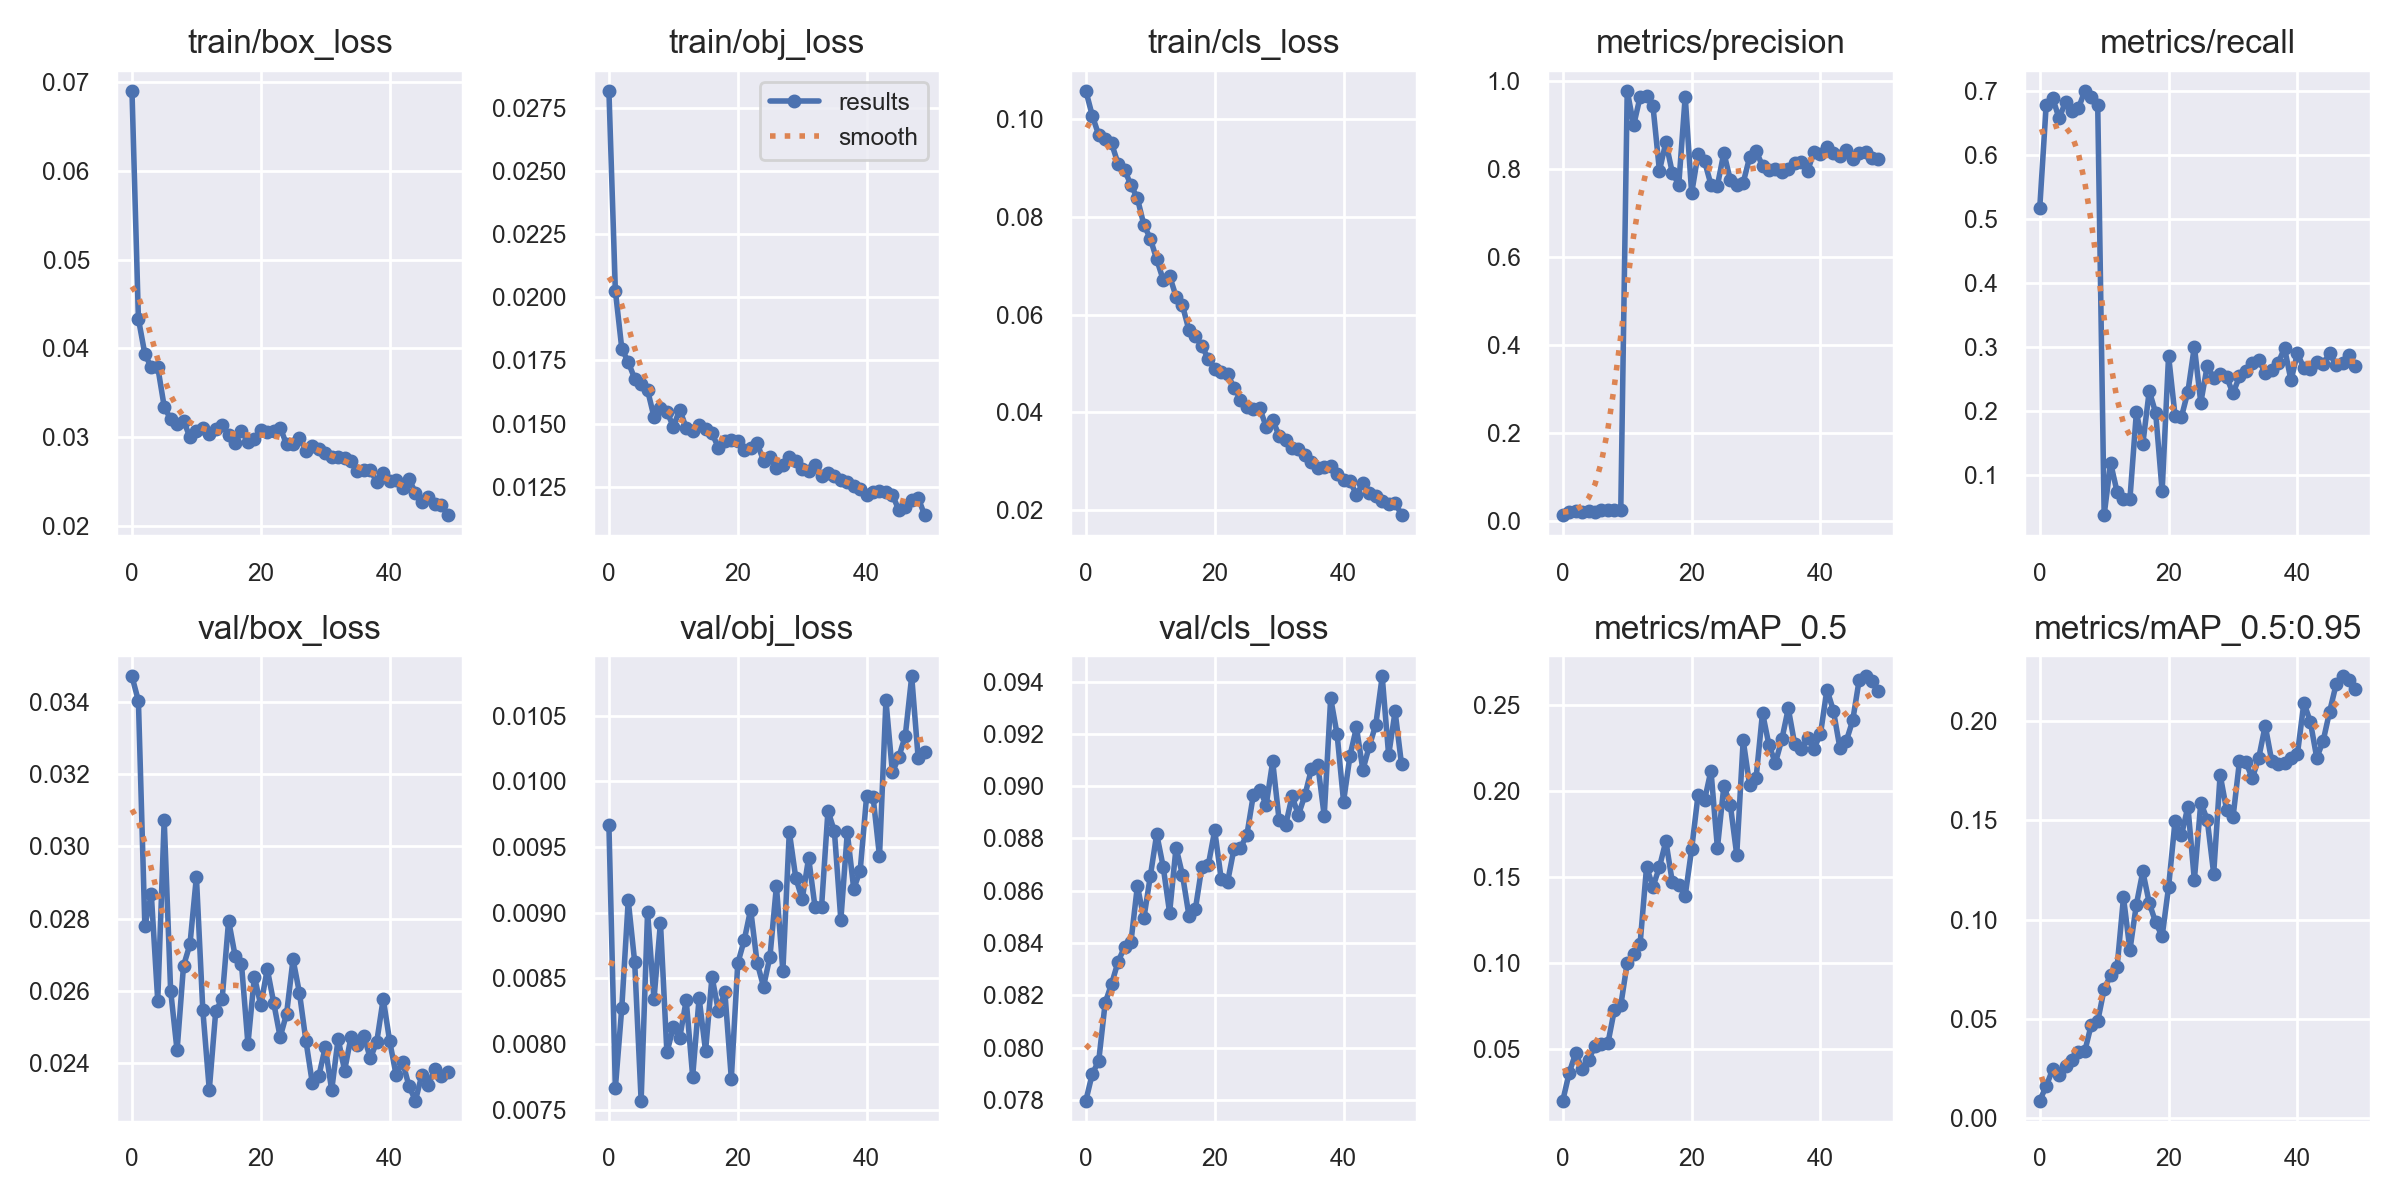 train/box_loss
0.07
0.06
0.05
0.04
0.03
0.02
0 20 40
train/obj_loss
results
smooth
0.0275
0.0250
0.0225
0.0200
0.0175
0.0150
0.0125
0 20 40
train/cls_loss
0.10
0.08
0.06
0.04
0.02
0 20 40
metrics/precision
1.0
0.8
0.6
0.4
0.2
0.0
0 20 40
metrics/recall
0.7
0.6
0.5
0.4
0.3
0.2
0.1
0 20 40
val/box_loss
0.034
0.032
0.030
0.028
0.026
0.024
0 20 40
val/obj_loss
0.0105
0.0100
0.0095
0.0090
0.0085
0.0080
0.0075
0 20 40
val/cls_loss
0.094
0.092
0.090
0.088
0.086
0.084
0.082
0.080
0.078
0 20 40
metrics/mAP_0.5
0.25
0.20
0.15
0.10
0.05
0 20 40
metrics/mAP_0.5:0.95
0.20
0.15
0.10
0.05
0.00
0 20 40